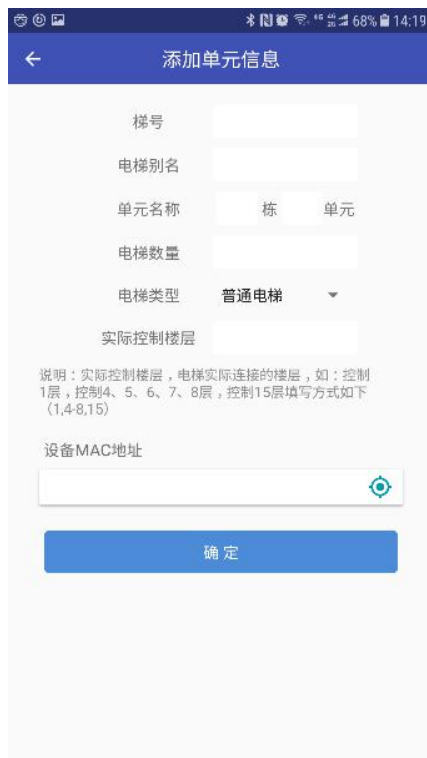 68% 14:19
添加单元信息
梯号
电梯别名
单元名称 栋 单元
电梯数量
电梯类型 普通电梯
实际控制楼层
说明：实际控制楼层，电梯实际连接的楼层，如：控制
1层，控制4、5、6、7、8层，控制15层填写方式如下
（1,4-8,15）
设备MAC地址
确定